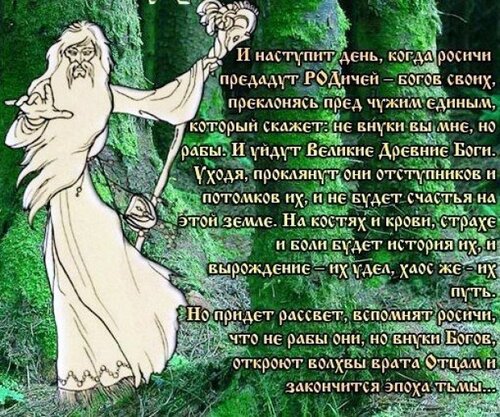 И наступит день, когда росичи
предадут РОДичей – богов своих,
преклонясь пред чужим единым,
который скажет: не внуки вы мне, но
рабы. И уйдут Великие Древние Боги.
Уходя, проклянут они отступников и
потомков их, и не будет счастья на
этой земле. На костях и крови, страхе
и боли будет история их, и
вырождение – их удел, хаос же - их
путь.
Но придет рассвет, вспомнят росичи,
что не рабы они, но внуки Богов,
откроют волхвы врата Отцам и
закончится эпоха тьмы...